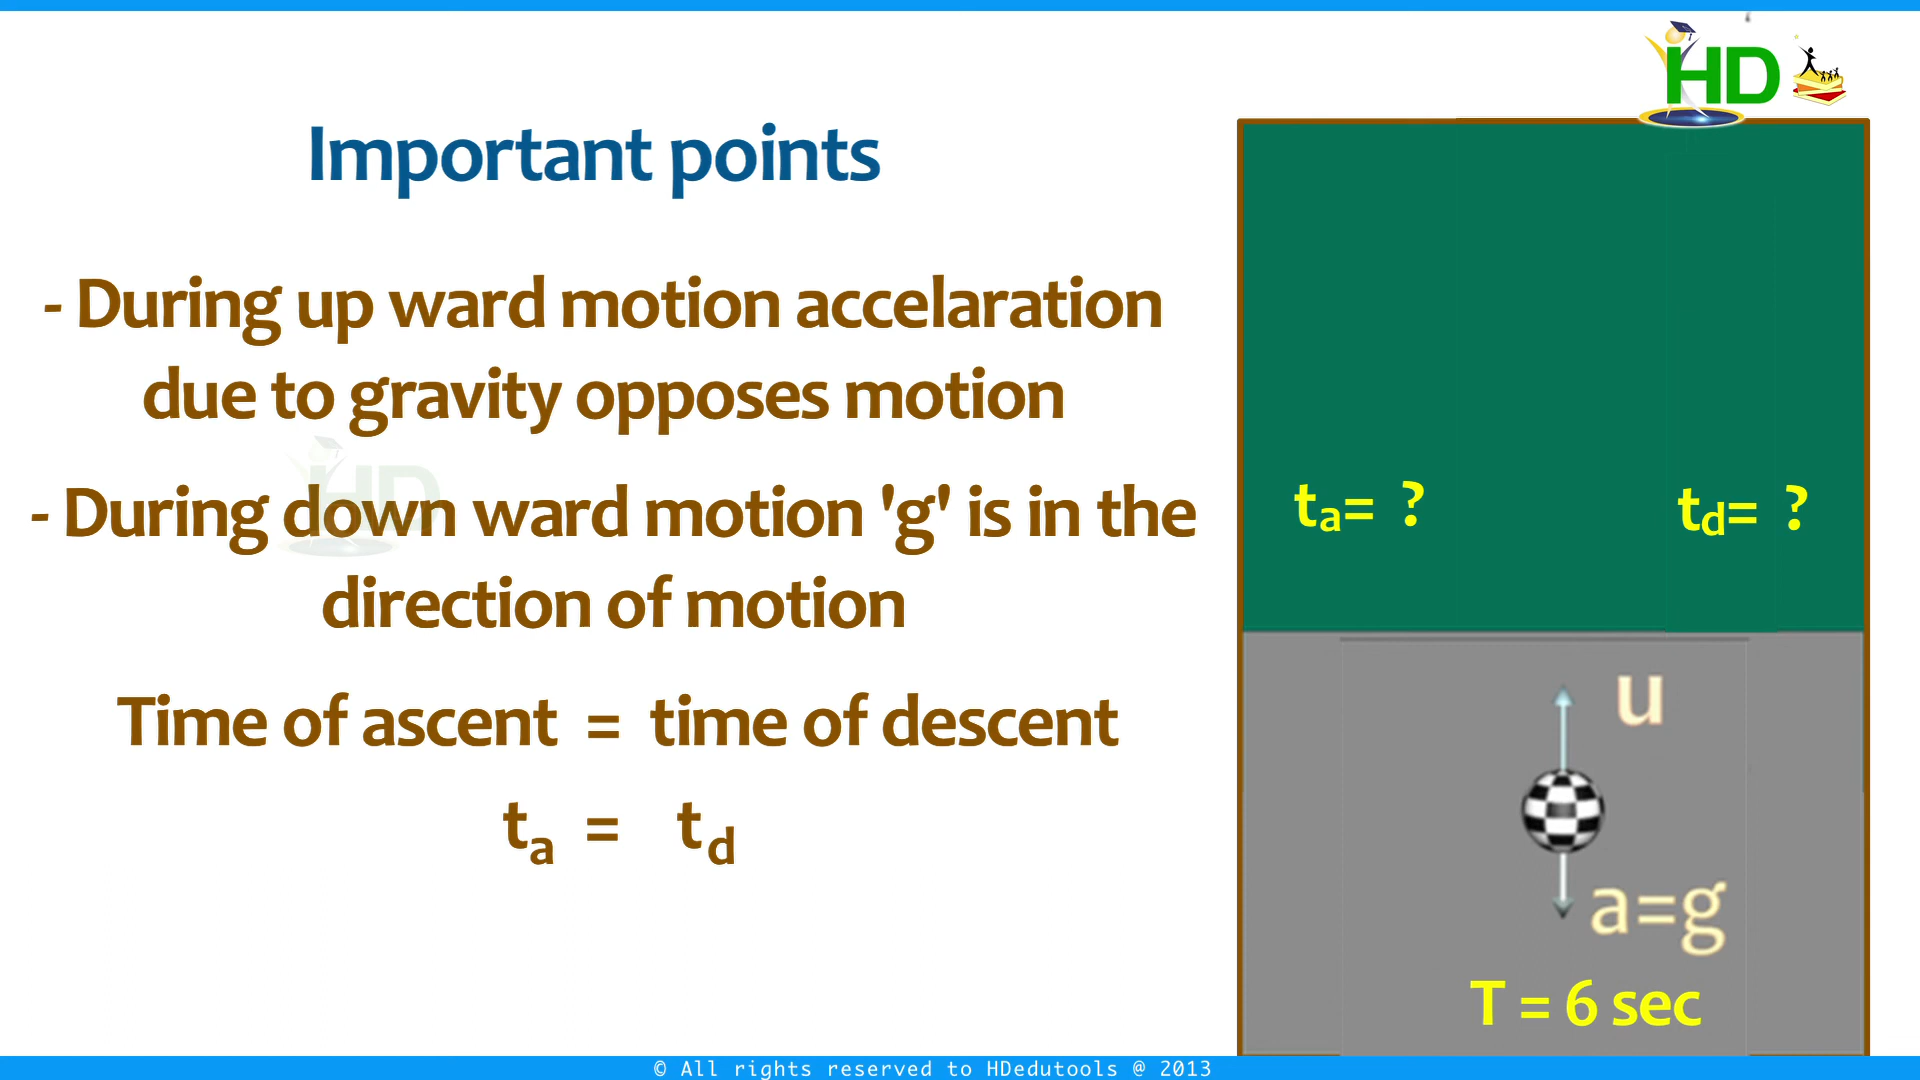 HD
Important points
- During up ward motion accelaration
due to gravity opposes motion
HD
- During down ward motion 'g' is in the
direction of motion
Time of ascent = time of descent
ta = td
ta= ?
td= ?
u
a=g
T = 6 sec
© All rights reserved to HDedutools @ 2013